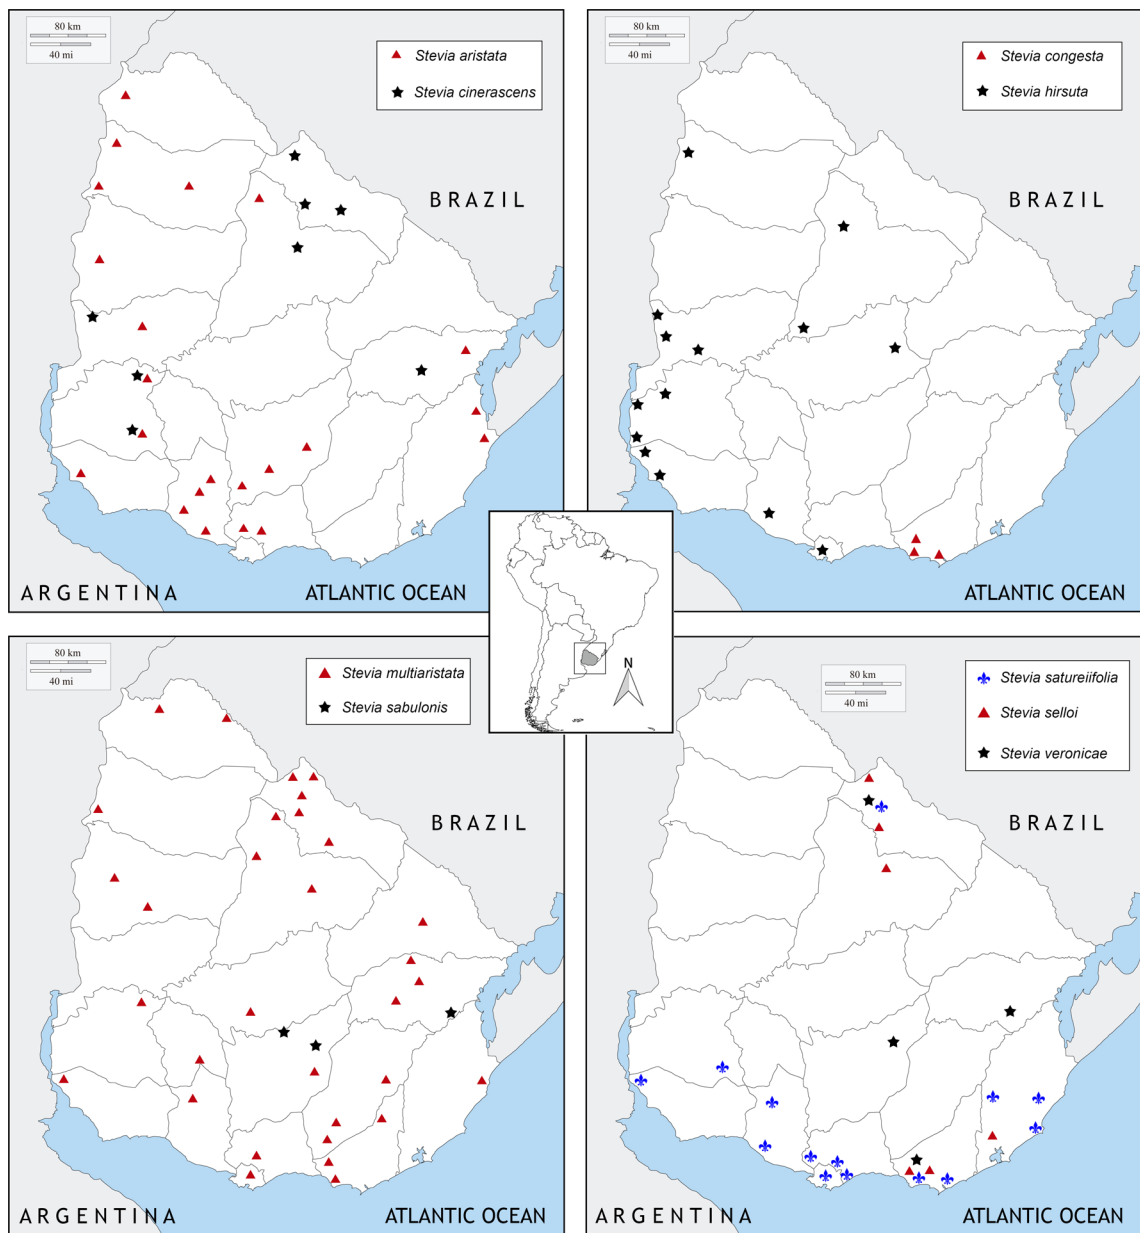 80 km
40 mi
Stevia aristata
Stevia cinerascens
BRAZIL
ARGENTINA
ATLANTIC OCEAN
80 km
40 mi
Stevia congesta
Stevia hirsuta
BRAZIL
ATLANTIC OCEAN
N
80 km
40 mi
Stevia multiaristata
Stevia sabulonis
BRAZIL
ARGENTINA
ATLANTIC OCEAN
80 km
40 mi
Stevia satureiifolia
Stevia selloi
Stevia veronicae
BRAZIL
ARGENTINA
ATLANTIC OCEAN